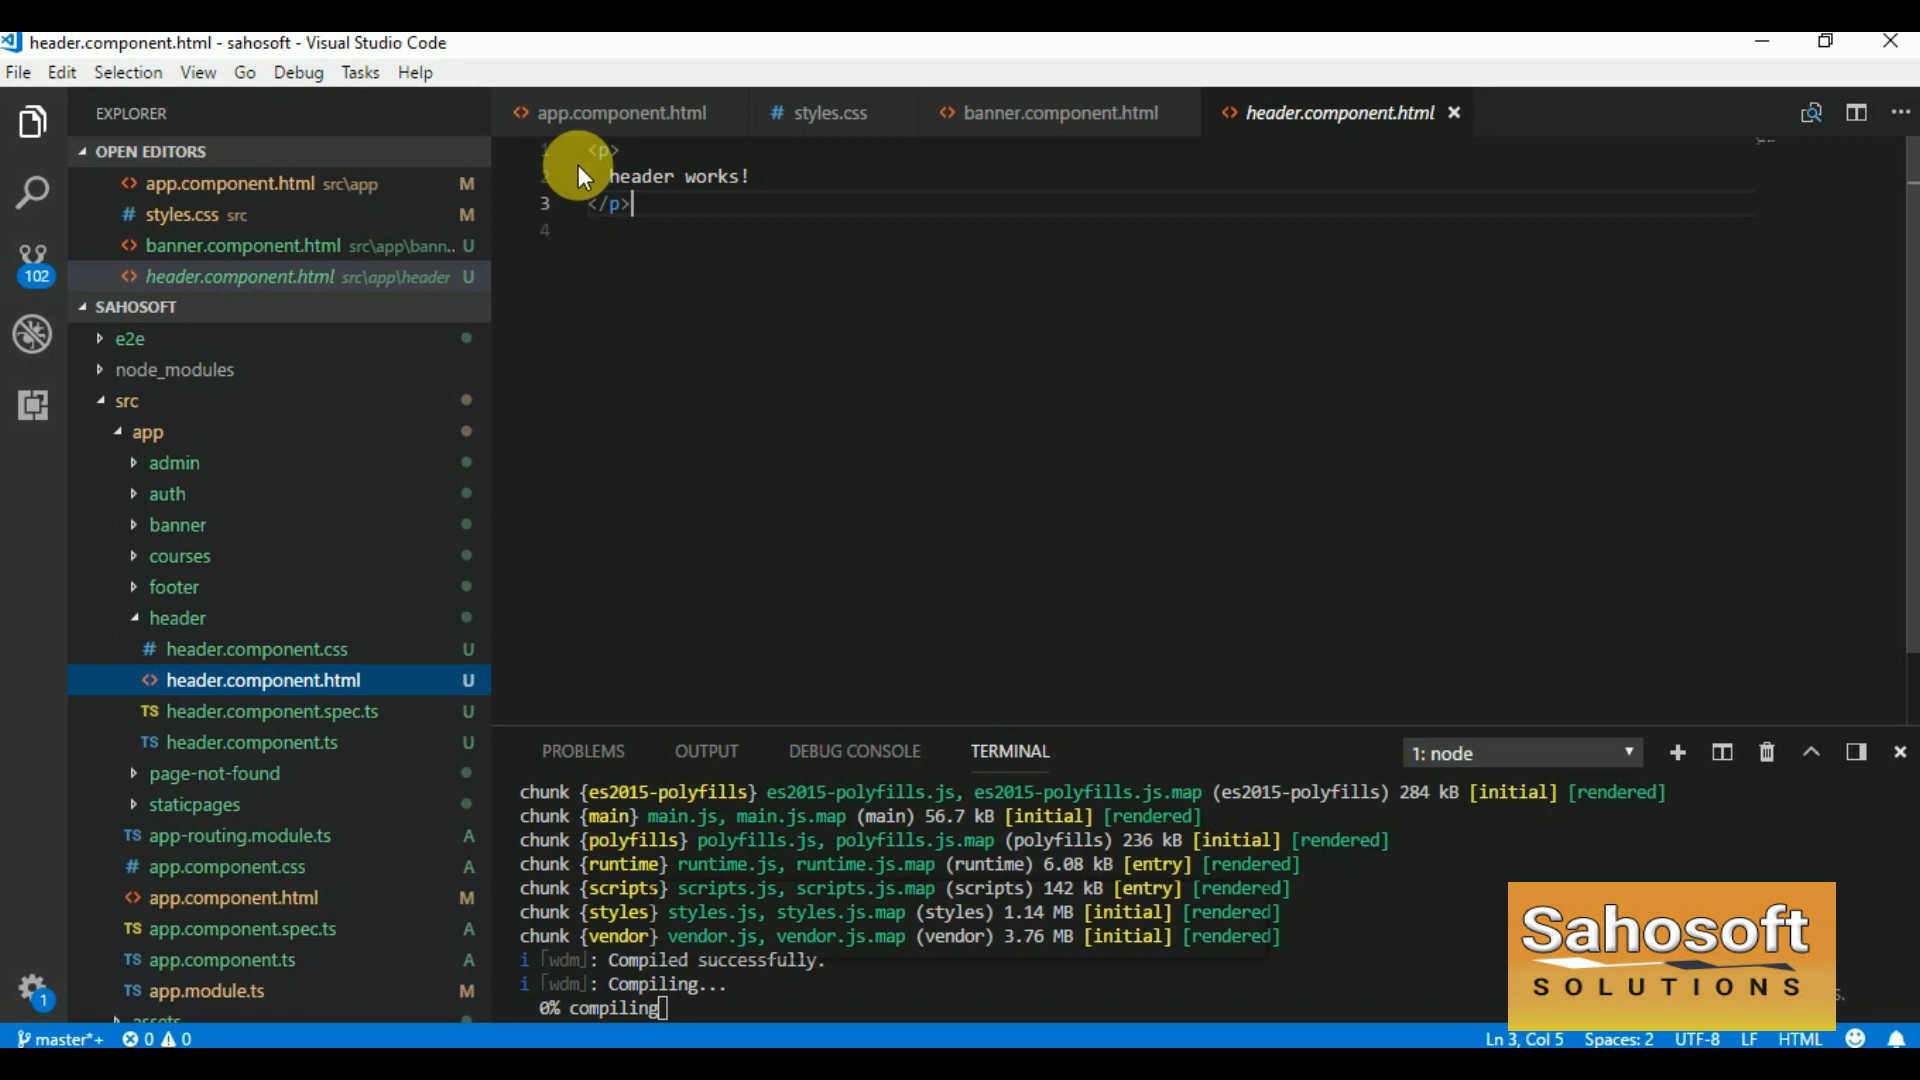 header.component.html - sahosoft - Visual Studio Code
File Edit Selection View Go Debug Tasks Help
EXPLORER
app.component.html
# styles.css
banner.component.html
header.component.html
OPEN EDITORS
app.component.html src\app M
# styles.css src M
banner.component.html src\app\bann.. U
header.component.html src\app\header U
102
SAHOSOFT
e2e
node_modules
src
app
admin
auth
banner
courses
footer
header
# header.component.css U
header.component.html U
TS header.component.spec.ts U
TS header.component.ts U
page-not-found
staticpages
TS app-routing.module.ts A
# app.component.css A
app.component.html M
TS app.component.spec.ts A
TS app.component.ts A
TS app.module.ts M
assets
1
1 <p>
2 header works!
3 </p>
4
PROBLEMS OUTPUT DEBUG CONSOLE TERMINAL
1: node
chunk {es2015-polyfills} es2015-polyfills.js, es2015-polyfills.js.map (es2015-polyfills) 284 kB [initial] [rendered]
chunk {main} main.js, main.js.map (main) 56.7 kB [initial] [rendered]
chunk {polyfills} polyfills.js, polyfills.js.map (polyfills) 236 kB [initial] [rendered]
chunk {runtime} runtime.js, runtime.js.map (runtime) 6.08 kB [entry] [rendered]
chunk {scripts} scripts.js, scripts.js.map (scripts) 142 kB [entry] [rendered]
chunk {styles} styles.js, styles.js.map (styles) 1.14 MB [initial] [rendered]
chunk {vendor} vendor.js, vendor.js.map (vendor) 3.76 MB [initial] [rendered]
i ｢wdm｣: Compiled successfully.
i ｢wdm｣: Compiling...
0% compiling
Sahosoft
SOLUTIONS
master*+ 0 0
Ln 3, Col 5 Spaces: 2 UTF-8 LF HTML